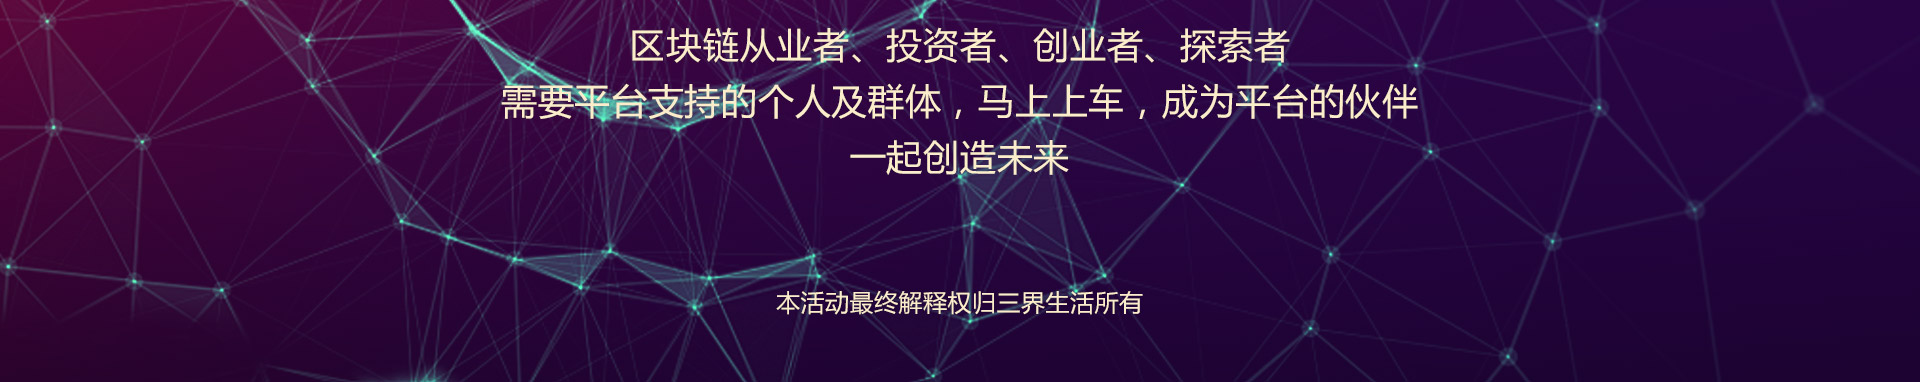 区块链从业者、投资者、创业者、探索者
需要平台支持的个人及群体，马上上车，成为平台的伙伴
一起创造未来
本活动最终解释权归三界生活所有